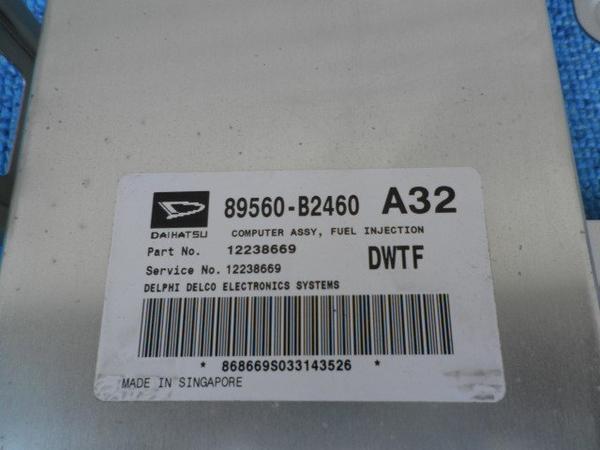 89560-B2460 A32
DAIHATSU COMPUTER ASSY, FUEL INJECTION
Part No. 12238669
Service No. 12238669 DWTF
DELPHI DELCO ELECTRONICS SYSTEMS
* 868669S033143526 *
MADE IN SINGAPORE